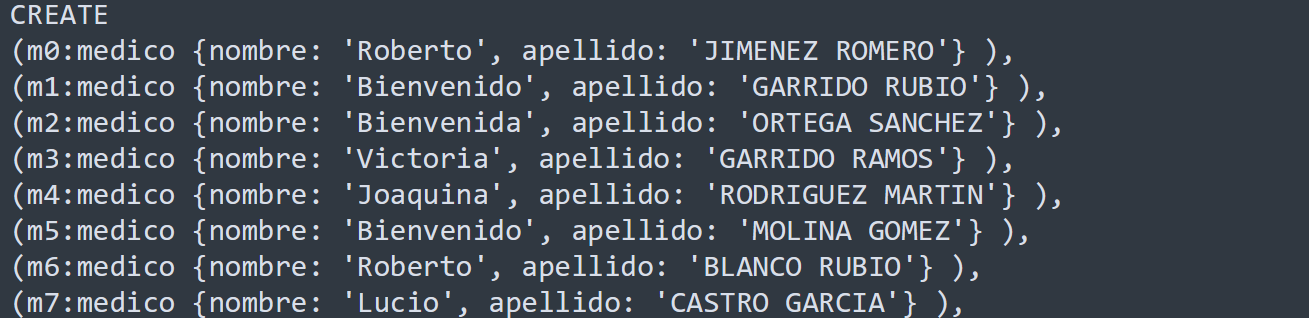 CREATE
(m0:medico {nombre: 'Roberto', apellido: 'JIMENEZ ROMERO'} ),
(m1:medico {nombre: 'Bienvenido', apellido: 'GARRIDO RUBIO'} ),
(m2:medico {nombre: 'Bienvenida', apellido: 'ORTEGA SANCHEZ'} ),
(m3:medico {nombre: 'Victoria', apellido: 'GARRIDO RAMOS'} ),
(m4:medico {nombre: 'Joaquina', apellido: 'RODRIGUEZ MARTIN'} ),
(m5:medico {nombre: 'Bienvenido', apellido: 'MOLINA GOMEZ'} ),
(m6:medico {nombre: 'Roberto', apellido: 'BLANCO RUBIO'} ),
(m7:medico {nombre: 'Lucio', apellido: 'CASTRO GARCIA'} ),